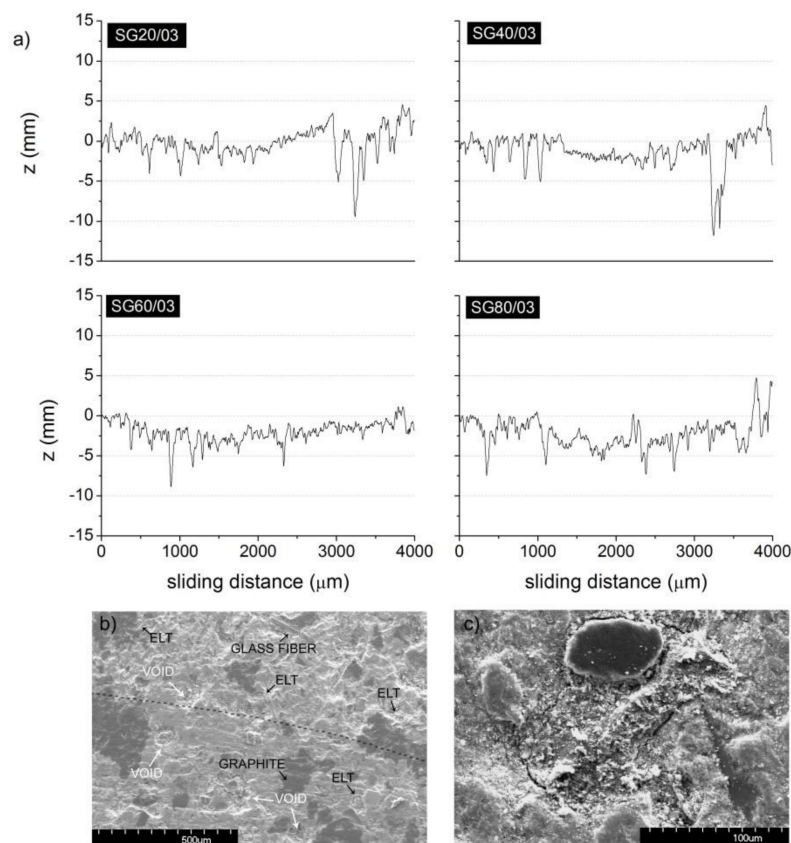 a)
SG20/03
SG40/03
z (mm)
15
10
5
0
-5
-10
-15
SG60/03
SG80/03
z (mm)
15
10
5
0
-5
-10
-15
0 1000 2000 3000 4000
0 1000 2000 3000 4000
sliding distance (μm)
sliding distance (μm)
b)
ELT
GLASS FIBER
VOID
ELT
ELT
VOID
GRAPHITE
ELT
VOID
500um
c)
100um